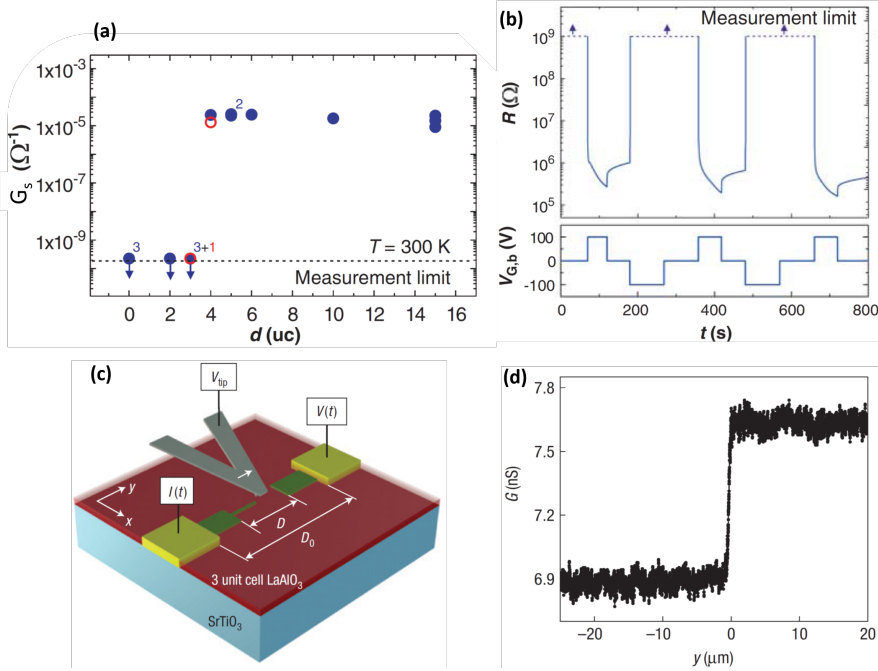 (a)
1x10⁻³
1x10⁻⁵
1x10⁻⁷
1x10⁻⁹
Gₛ (Ω⁻¹)
2
3
3+1
T = 300 K
Measurement limit
0 2 4 6 8 10 12 14 16
d (uc)
(b)
Measurement limit
10⁹
10⁸
10⁷
10⁶
10⁵
R (Ω)
100
0
-100
V_G,b (V)
0 200 400 600 800
t (s)
(c)
V_tip
V(t)
I(t)
y
x
D
D₀
3 unit cell LaAlO₃
SrTiO₃
(d)
7.8
7.5
7.2
6.9
G (nS)
−20 −10 0 10 20
y (μm)